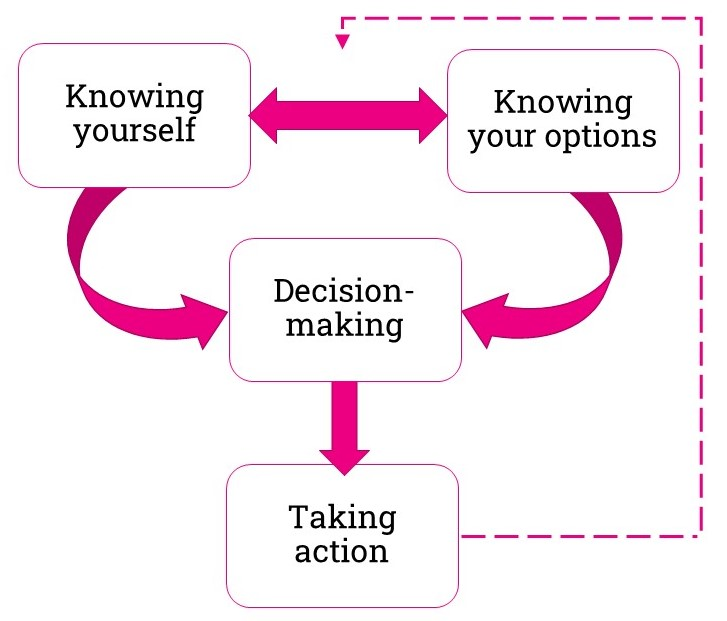 Knowing
yourself
Knowing
your options
Decision-
making
Taking
action